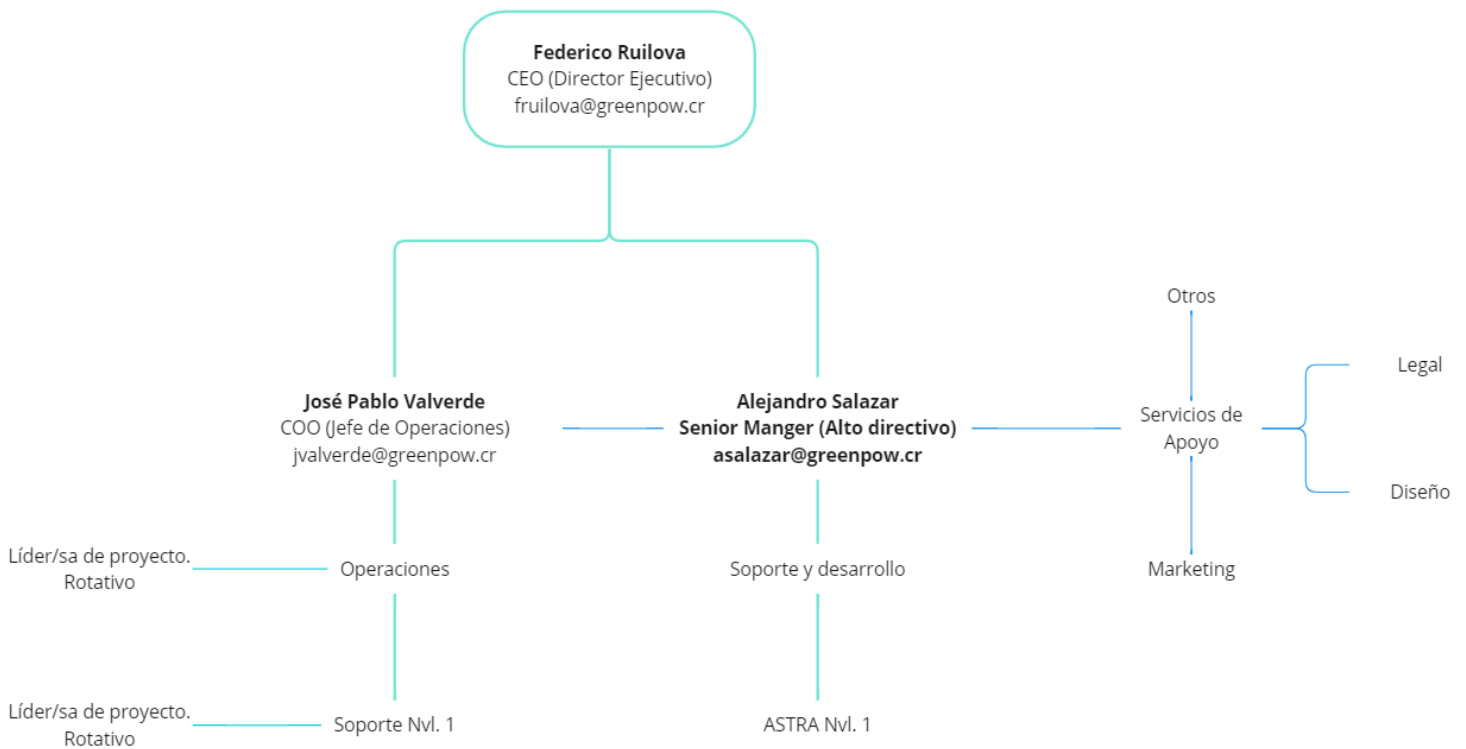 Federico Ruilova
CEO (Director Ejecutivo)
fruilova@greenpow.cr
Otros
Legal
José Pablo Valverde
COO (Jefe de Operaciones)
jvalverde@greenpow.cr
Alejandro Salazar
Senior Manger (Alto directivo)
asalazar@greenpow.cr
Servicios de
Apoyo
Diseño
Líder/sa de proyecto.
Rotativo
Operaciones
Soporte y desarrollo
Marketing
Líder/sa de proyecto.
Rotativo
Soporte Nvl. 1
ASTRA Nvl. 1